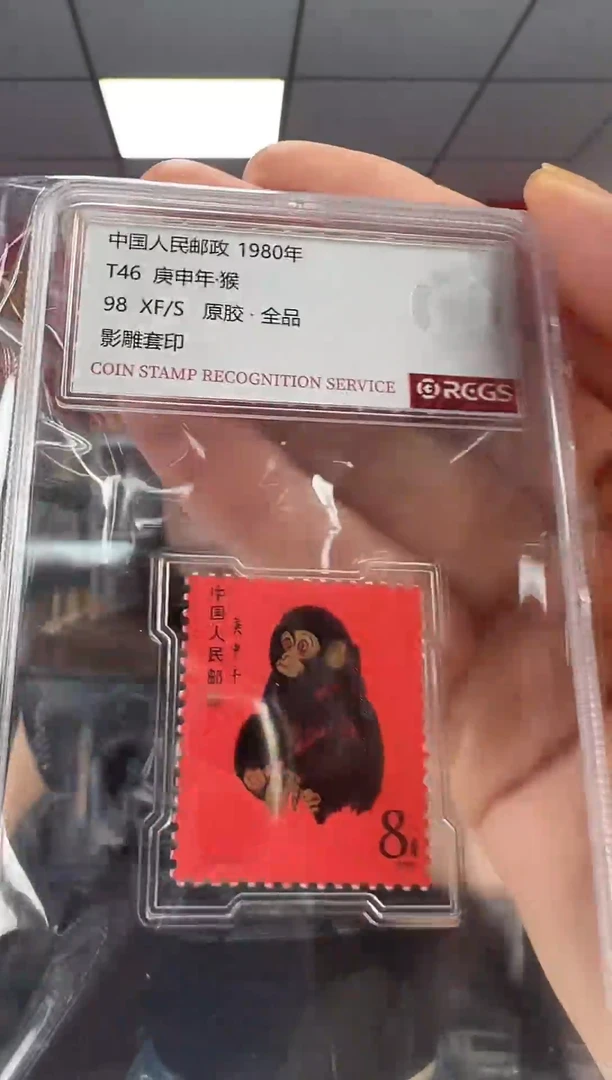 中国人民邮政 1980年
T46 庚申年·猴
98 XF/S 原胶·全品
影雕套印
COIN STAMP RECOGNITION SERVICE
RCGS
中国人民邮
庚申年
8